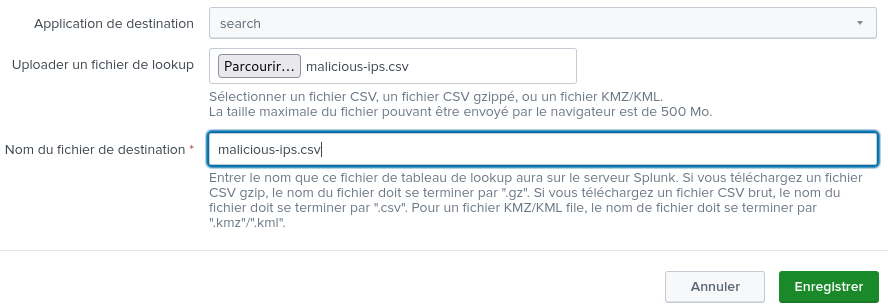 Application de destination
search
Uploader un fichier de lookup
Parcourir... malicious-ips.csv
Sélectionner un fichier CSV, un fichier CSV gzippé, ou un fichier KMZ/KML.
La taille maximale du fichier pouvant être envoyé par le navigateur est de 500 Mo.
Nom du fichier de destination *
malicious-ips.csv
Entrer le nom que ce fichier de tableau de lookup aura sur le serveur Splunk. Si vous téléchargez un fichier
CSV gzip, le nom du fichier doit se terminer par ".gz". Si vous téléchargez un fichier CSV brut, le nom du
fichier doit se terminer par ".csv". Pour un fichier KMZ/KML file, le nom de fichier doit se terminer par
".kmz"/".kml".
Annuler
Enregistrer